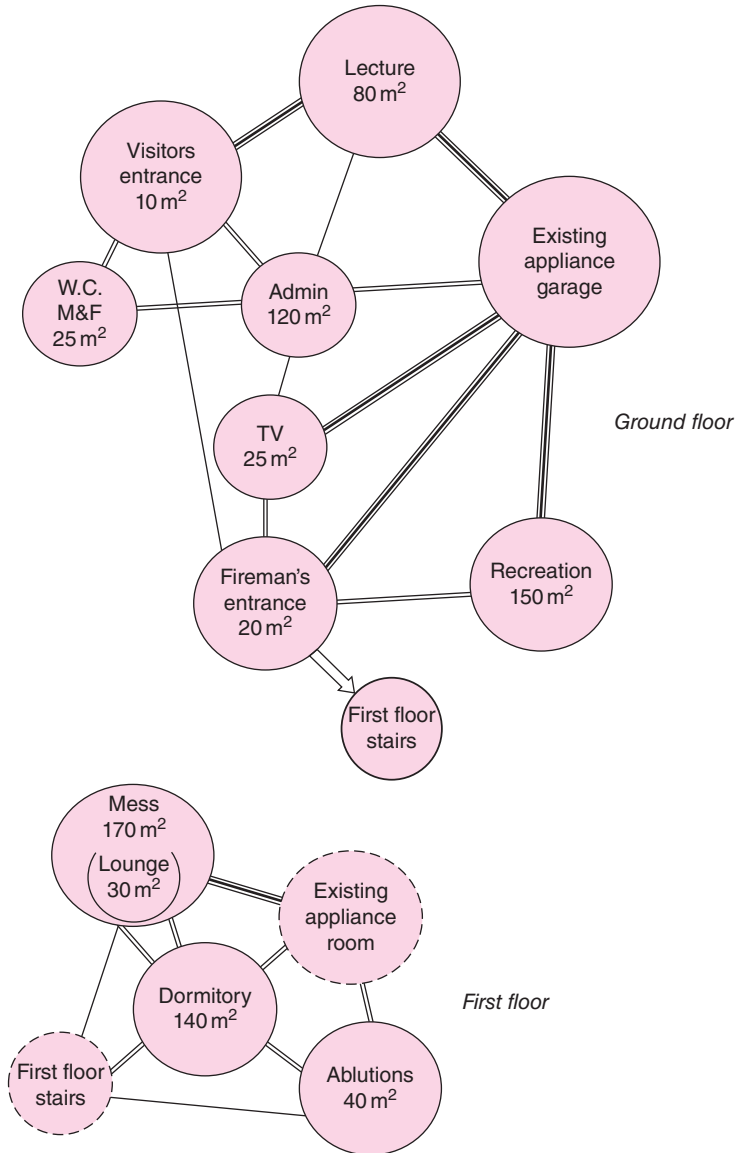 Lecture
80 m²
Visitors
entrance
10 m²
Existing
appliance
garage
W.C.
M&F
25 m²
Admin
120 m²
Ground floor
TV
25 m²
Fireman’s
entrance
20 m²
Recreation
150 m²
First floor
stairs
Mess
170 m²
Lounge
30 m²
Existing
appliance
room
Dormitory
140 m²
First floor
First floor
stairs
Ablutions
40 m²